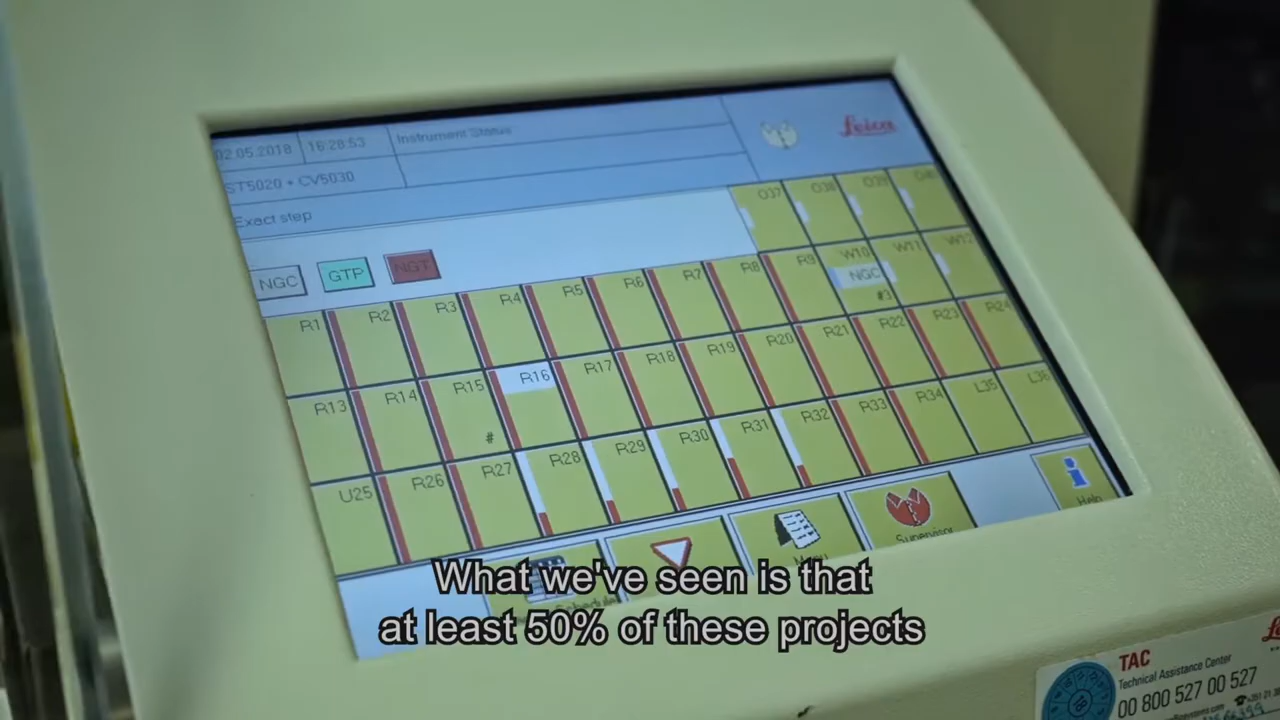 02.05.2018 16:28:53 Instrument Status
Leica
ST5020 + CV5030
Exact step
O37 O38 O39 O40
NGC GTP NGT
W10 W11 W12
NGC
#3
R1 R2 R3 R4 R5 R6 R7 R8 R9
R13 R14 R15 R16 R17 R18 R19 R20 R21 R22 R23 R24
#
U25 R26 R27 R28 R29 R30 R31 R32 R33 R34 L35 L36
Menu Supervisor Help
What we've seen is that
at least 50% of these projects
TAC
Technical Assistance Center
00 800 527 00 527